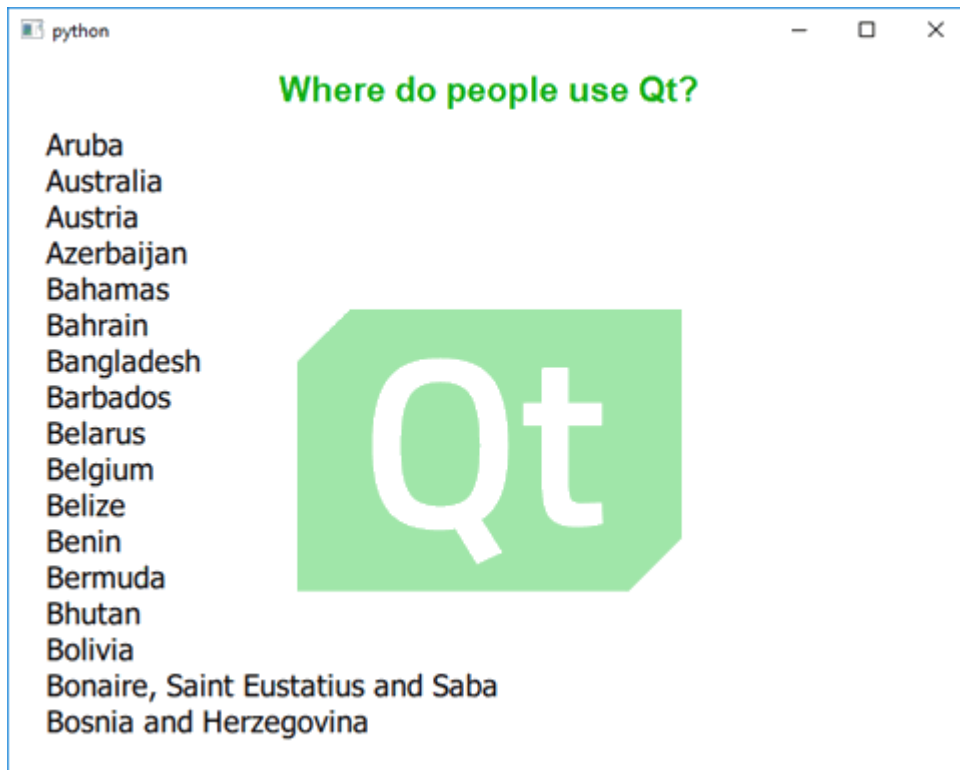 python
Where do people use Qt?
Aruba
Australia
Austria
Azerbaijan
Bahamas
Bahrain
Bangladesh
Barbados
Belarus
Belgium
Belize
Benin
Bermuda
Bhutan
Bolivia
Bonaire, Saint Eustatius and Saba
Bosnia and Herzegovina
Qt